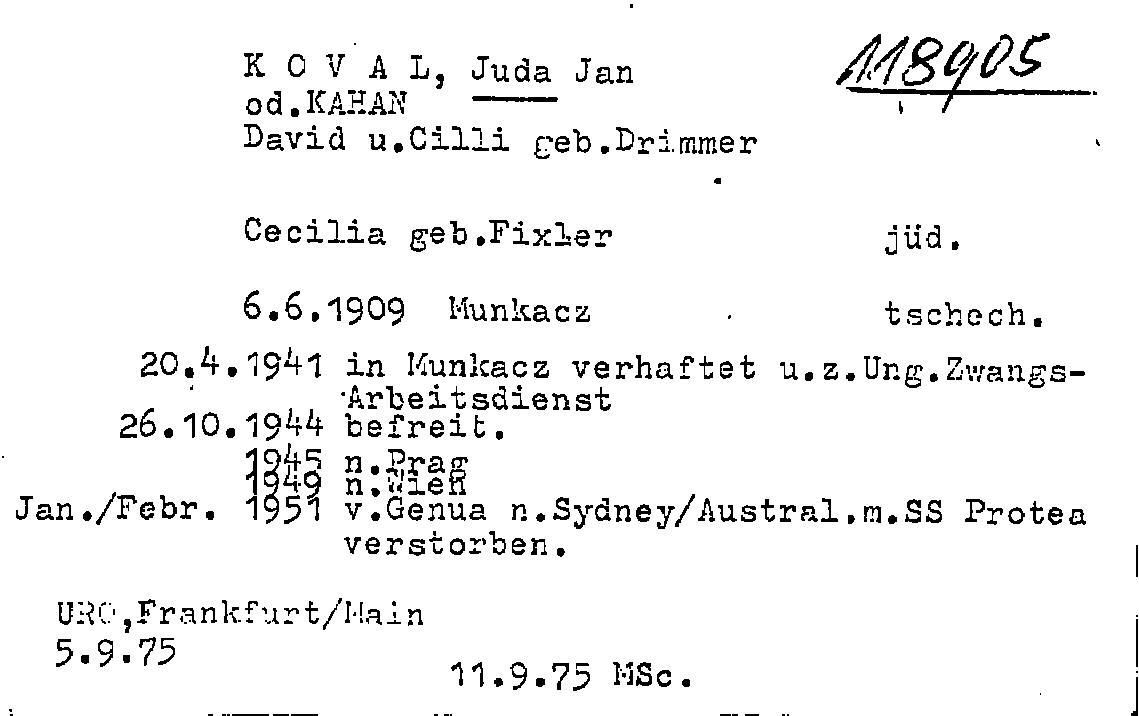 K O V A L, Juda Jan 118905
od.KAHAN
David u.Cilli geb.Drimmer
Cecilia geb.Fixler jüd.
6.6.1909 Munkacz tschech.
20.4.1941 in Munkacz verhaftet u.z.Ung.Zwangs-
Arbeitsdienst
26.10.1944 befreit.
1945 n.Prag
1949 n.Wien
Jan./Febr. 1951 v.Genua n.Sydney/Austral.m.SS Protea
verstorben.
URO,Frankfurt/Main
5.9.75
11.9.75 MSc.